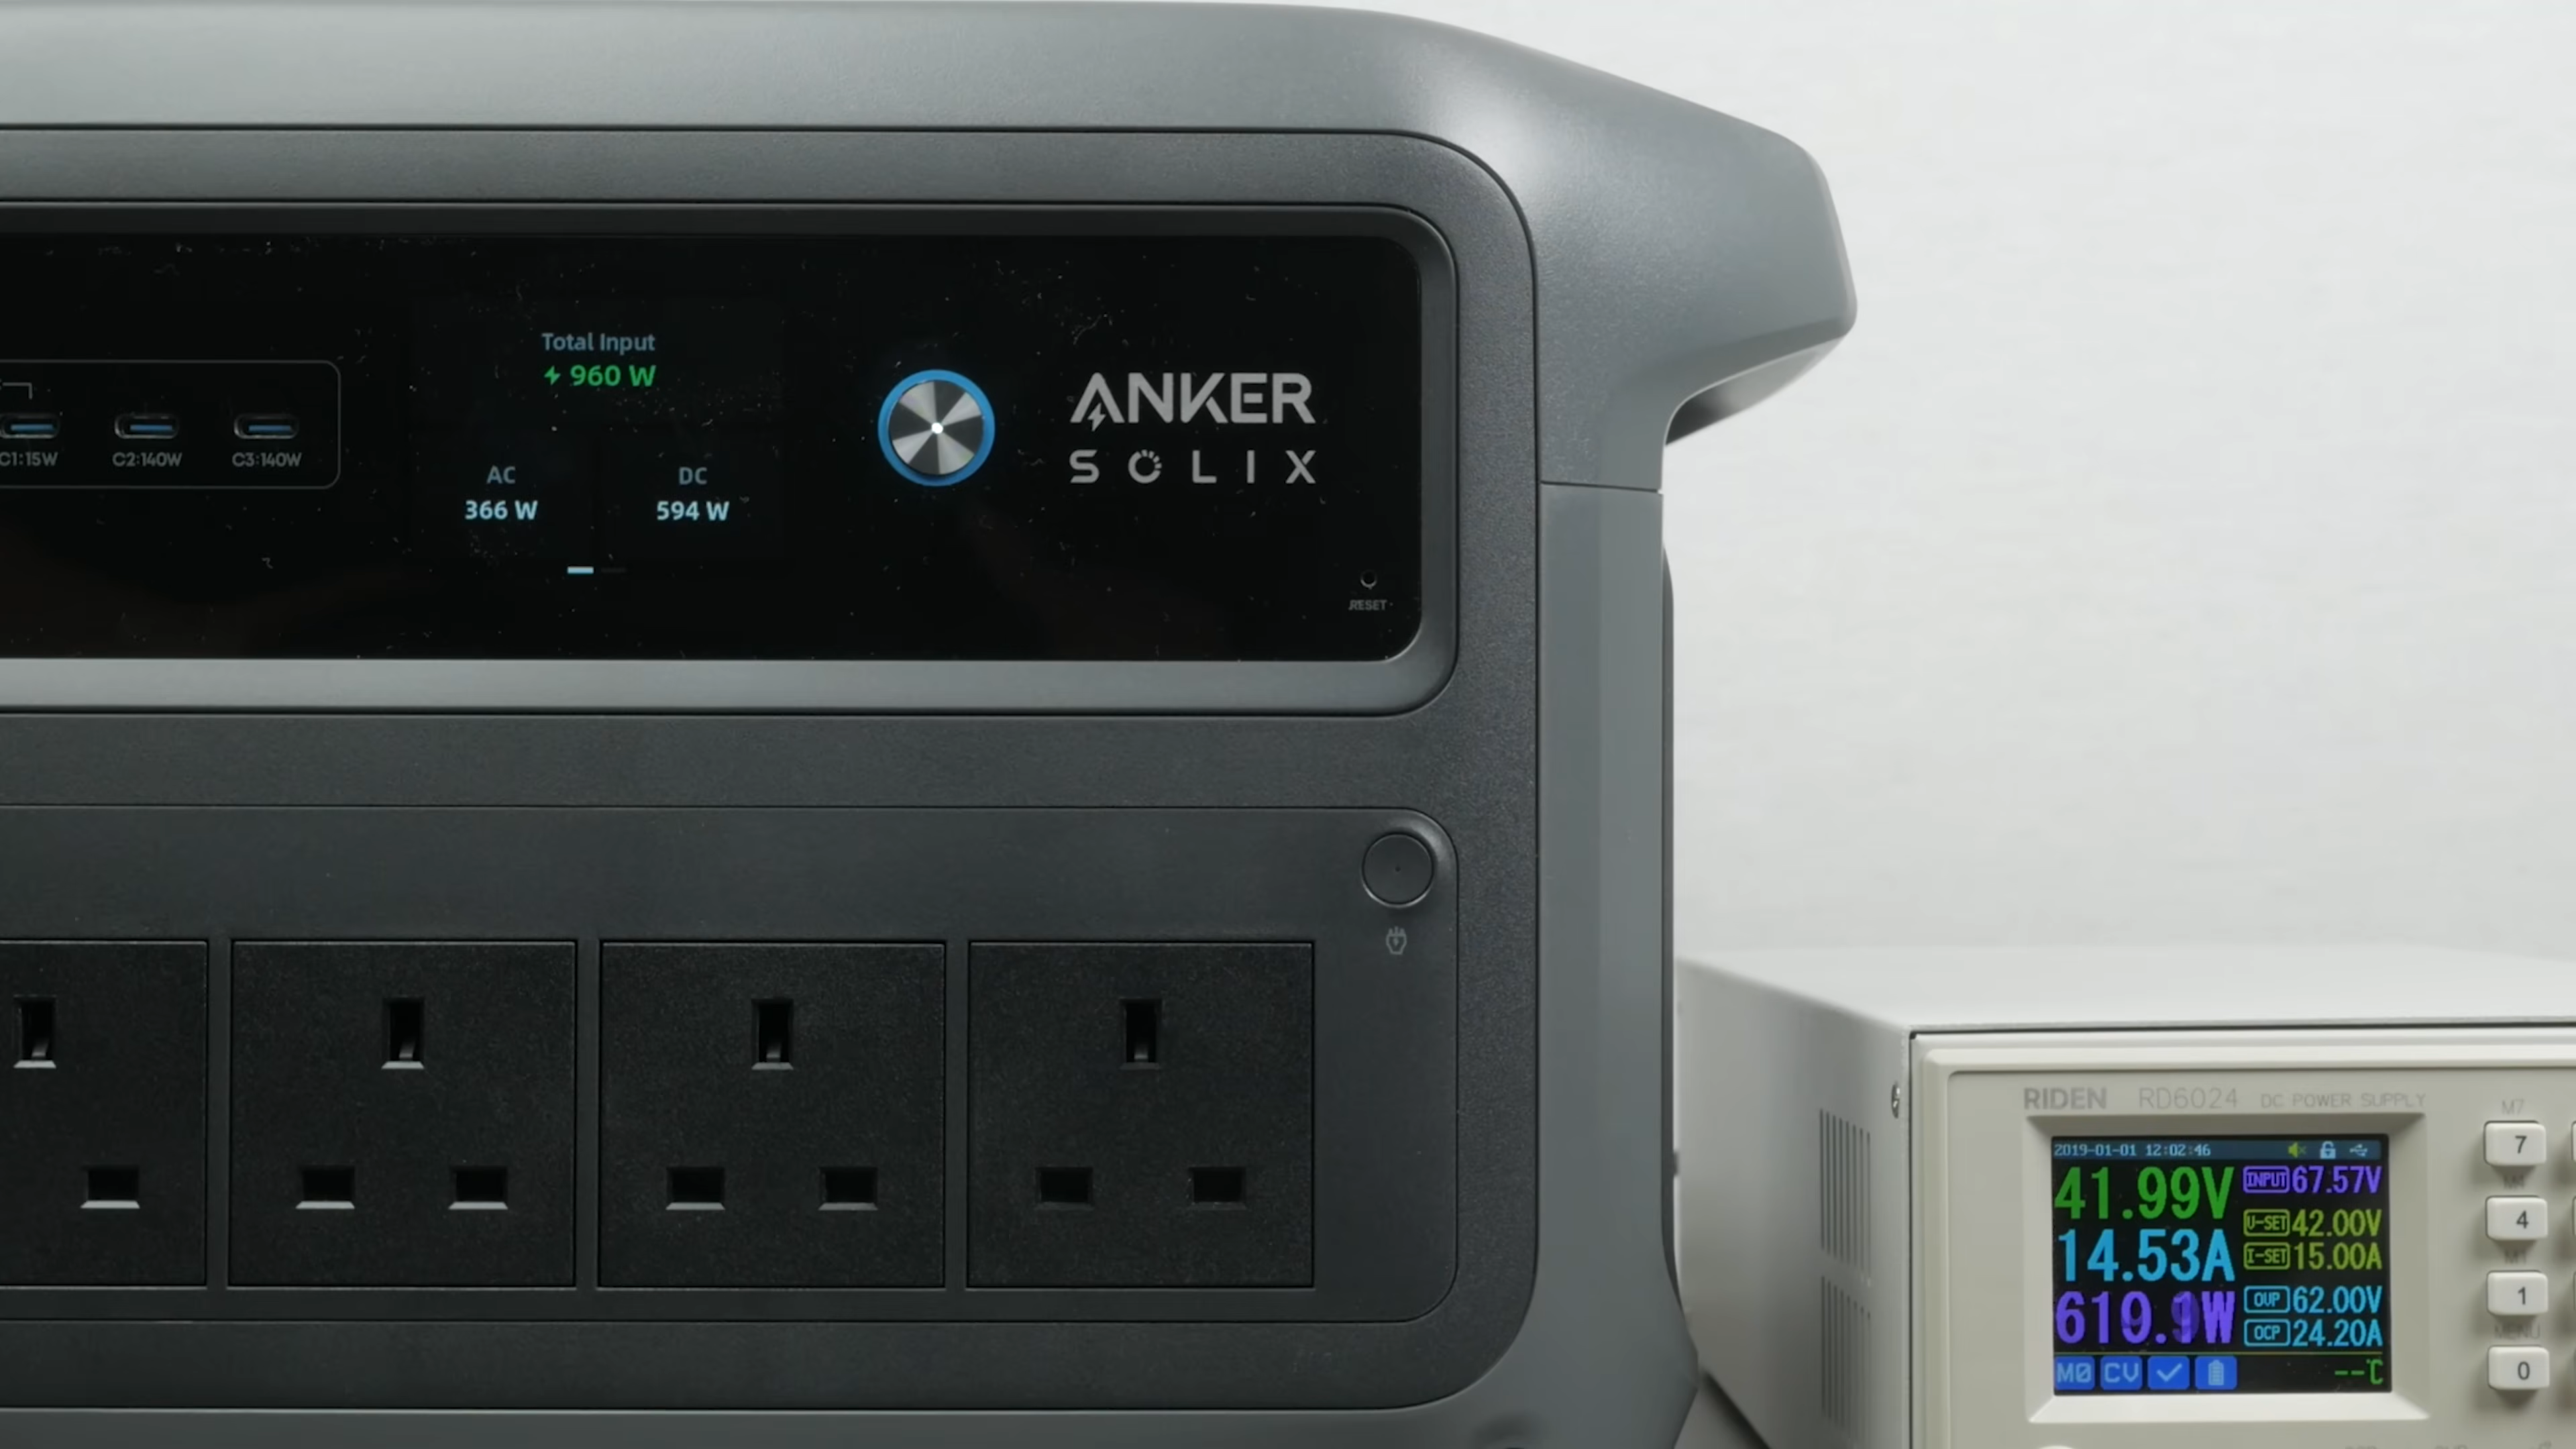 Total Input
960 W
AC
366 W
DC
594 W
C1:15W
C2:140W
C3:140W
ANKER
SOLIX
RESET
RIDEN RD6024 DC POWER SUPPLY
2019-01-01 12:02:46
41.99V
14.53A
INPUT 67.57V
U-SET 42.00V
I-SET 15.00A
OVP 62.00V
OCP 24.20A
M0 CV
--℃
M7
7
4
1
MENU
0